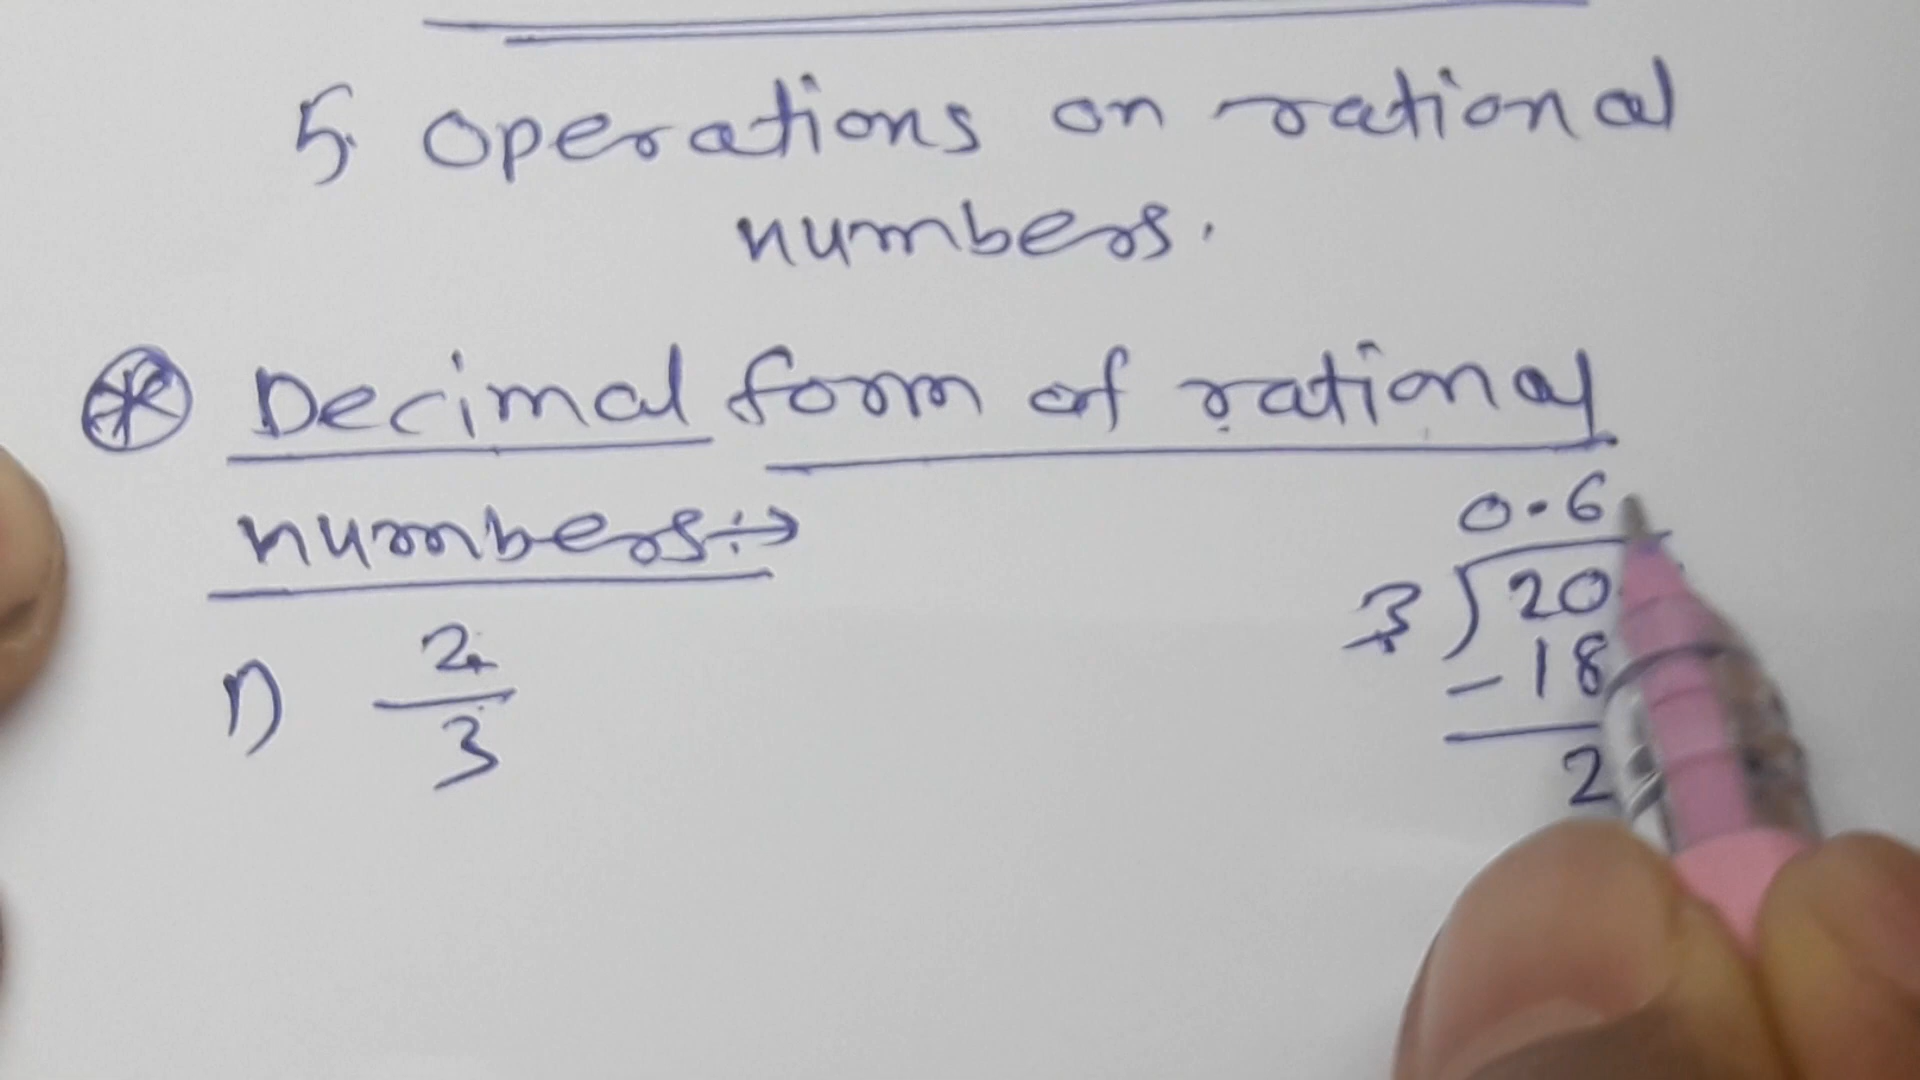 5. Operations on rational
numbers.
Decimal form of rational
numbers:→
1) 2/3
0.6
3 ) 20
- 18
2